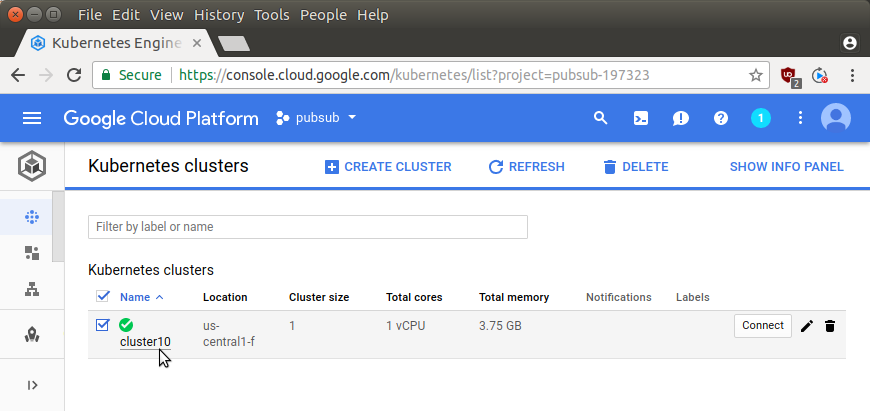 File Edit View History Tools People Help
Kubernetes Engine
Secure https://console.cloud.google.com/kubernetes/list?project=pubsub-197323
2
Google Cloud Platform pubsub 1
Kubernetes clusters CREATE CLUSTER REFRESH DELETE SHOW INFO PANEL
Filter by label or name
Kubernetes clusters
Name Location Cluster size Total cores Total memory Notifications Labels
cluster10 us-central1-f 1 1 vCPU 3.75 GB Connect